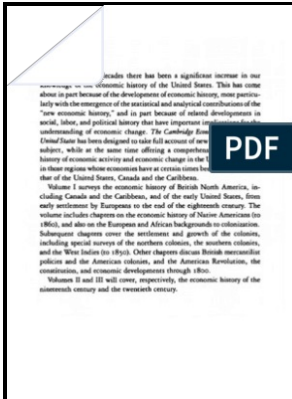 decades there has been a significant increase in our
knowledge of the economic history of the United States. This has come
about in part because of the development of economic history, most particu-
larly with the emergence of the statistical and analytical contributions of the
"new economic history," and in part because of related developments in
social, labor, and political history that have important implications for the
understanding of economic change. The Cambridge Econ
United States has been designed to take full account of new
subject, while at the same time offering a comprehens
history of economic activity and economic change in the U
in those regions whose economies have at certain times bee
that of the United States, Canada and the Caribbean.
Volume I surveys the economic history of British North America, in-
cluding Canada and the Caribbean, and of the early United States, from
early settlement by Europeans to the end of the eighteenth century. The
volume includes chapters on the economic history of Native Americans (to
1860), and also on the European and African backgrounds to colonization.
Subsequent chapters cover the settlement and growth of the colonies,
including special surveys of the northern colonies, the southern colonies,
and the West Indies (to 1850). Other chapters discuss British mercantilist
policies and the American colonies, and the American Revolution, the
constitution, and economic developments through 1800.
Volumes II and III will cover, respectively, the economic history of the
nineteenth century and the twentieth century.
PDF